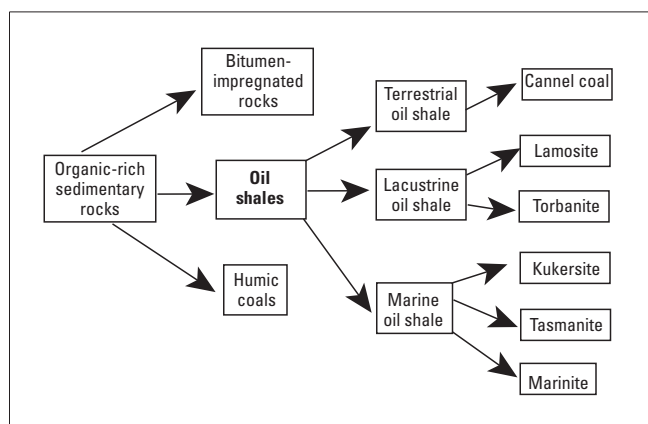 Bitumen-
impregnated
rocks
Organic-rich
sedimentary
rocks
Oil
shales
Humic
coals
Terrestrial
oil shale
Lacustrine
oil shale
Marine
oil shale
Cannel coal
Lamosite
Torbanite
Kukersite
Tasmanite
Marinite